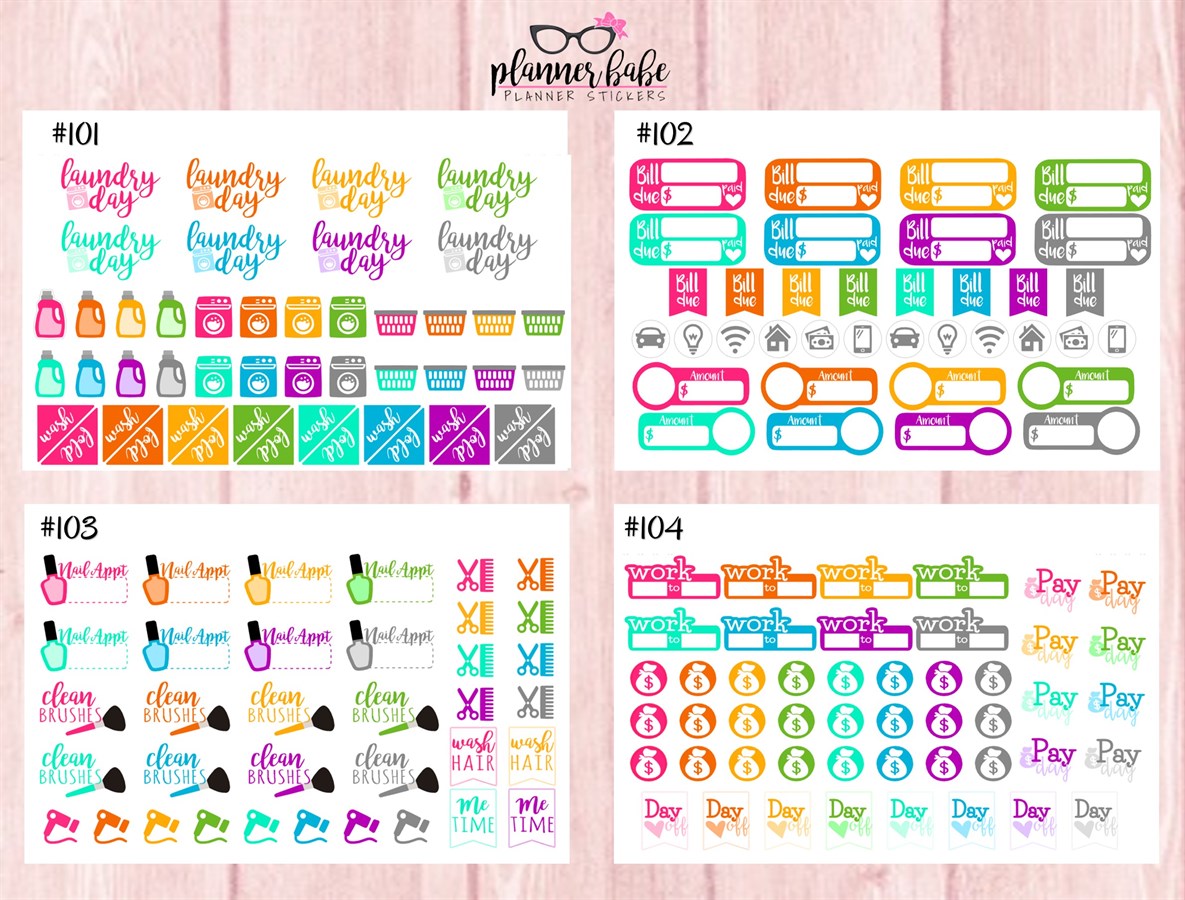 planner babe
PLANNER STICKERS
#101
laundry day laundry day laundry day laundry day
laundry day laundry day laundry day laundry day
wash fold wash fold wash fold wash fold wash fold wash fold wash fold wash fold
#102
Bill due $ paid Bill due $ paid Bill due $ paid Bill due $ paid
Bill due $ paid Bill due $ paid Bill due $ paid Bill due $ paid
Bill due Bill due Bill due Bill due Bill due Bill due Bill due Bill due
Amount $ Amount $ Amount $ Amount $
Amount $ Amount $ Amount $ Amount $
#103
Nail Appt Nail Appt Nail Appt Nail Appt
Nail Appt Nail Appt Nail Appt Nail Appt
clean BRUSHES clean BRUSHES clean BRUSHES clean BRUSHES
clean BRUSHES clean BRUSHES clean BRUSHES clean BRUSHES
wash HAIR wash HAIR
Me TIME Me TIME
#104
work to work to work to work to
work to work to work to work to
$ $ $ $ $ $ $ $
$ $ $ $ $ $ $ $
$ $ $ $ $ $ $ $
Pay day Pay day
Pay day Pay day
Pay day Pay day
Pay day Pay day
Day off Day off Day off Day off Day off Day off Day off Day off